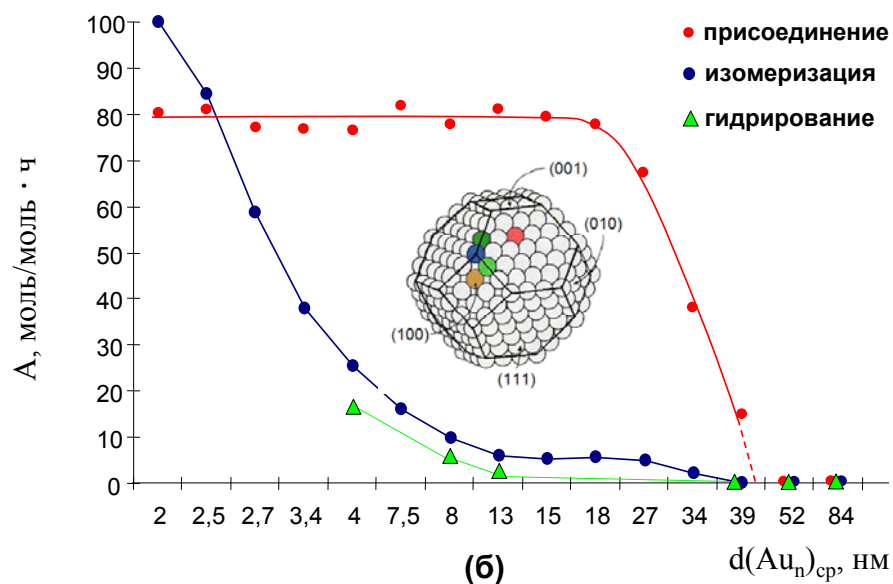 100
90
80
70
60
50
40
30
20
10
0
А, моль/моль · ч
присоединение
изомеризация
гидрирование
(001)
(010)
(100)
(111)
2 2,5 2,7 3,4 4 7,5 8 13 15 18 27 34 39 52 84
(б)
d(Auₙ)ср, нм